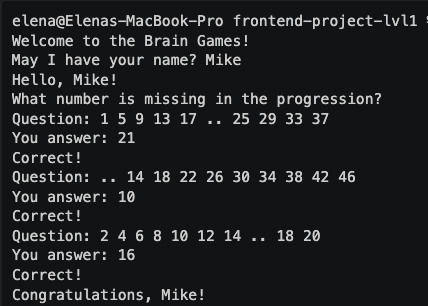 elena@Elenas-MacBook-Pro frontend-project-lvl1
Welcome to the Brain Games!
May I have your name? Mike
Hello, Mike!
What number is missing in the progression?
Question: 1 5 9 13 17 .. 25 29 33 37
You answer: 21
Correct!
Question: .. 14 18 22 26 30 34 38 42 46
You answer: 10
Correct!
Question: 2 4 6 8 10 12 14 .. 18 20
You answer: 16
Correct!
Congratulations, Mike!